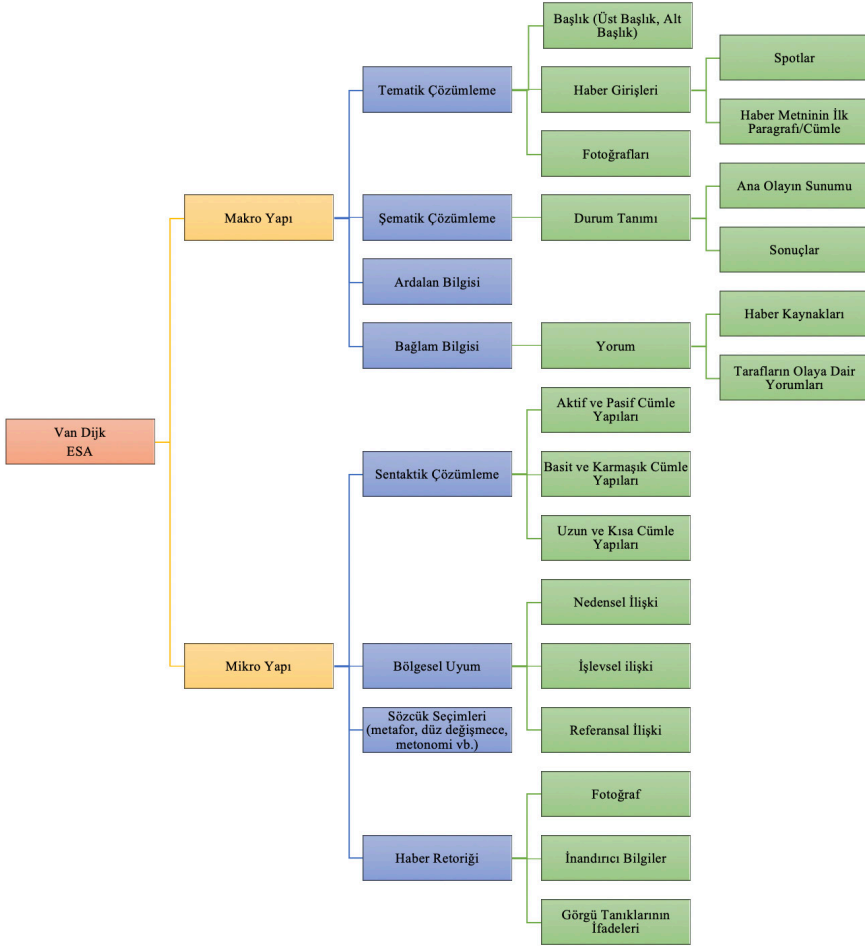 Başlık (Üst Başlık, Alt
Başlık)
Spotlar
Tematik Çözümleme
Haber Girişleri
Haber Metninin İlk
Paragrafı/Cümle
Fotoğrafları
Ana Olayın Sunumu
Makro Yapı
Şematik Çözümleme
Durum Tanımı
Sonuçlar
Ardalan Bilgisi
Haber Kaynakları
Bağlam Bilgisi
Yorum
Tarafların Olaya Dair
Yorumları
Aktif ve Pasif Cümle
Yapıları
Van Dijk
ESA
Sentaktik Çözümleme
Basit ve Karmaşık Cümle
Yapıları
Uzun ve Kısa Cümle
Yapıları
Nedensel İlişki
Mikro Yapı
Bölgesel Uyum
İşlevsel ilişki
Sözcük Seçimleri
(metafor, düz değişmece,
metonomi vb.)
Referansal İlişki
Fotoğraf
Haber Retoriği
İnandırıcı Bilgiler
Görgü Tanıklarının
İfadeleri